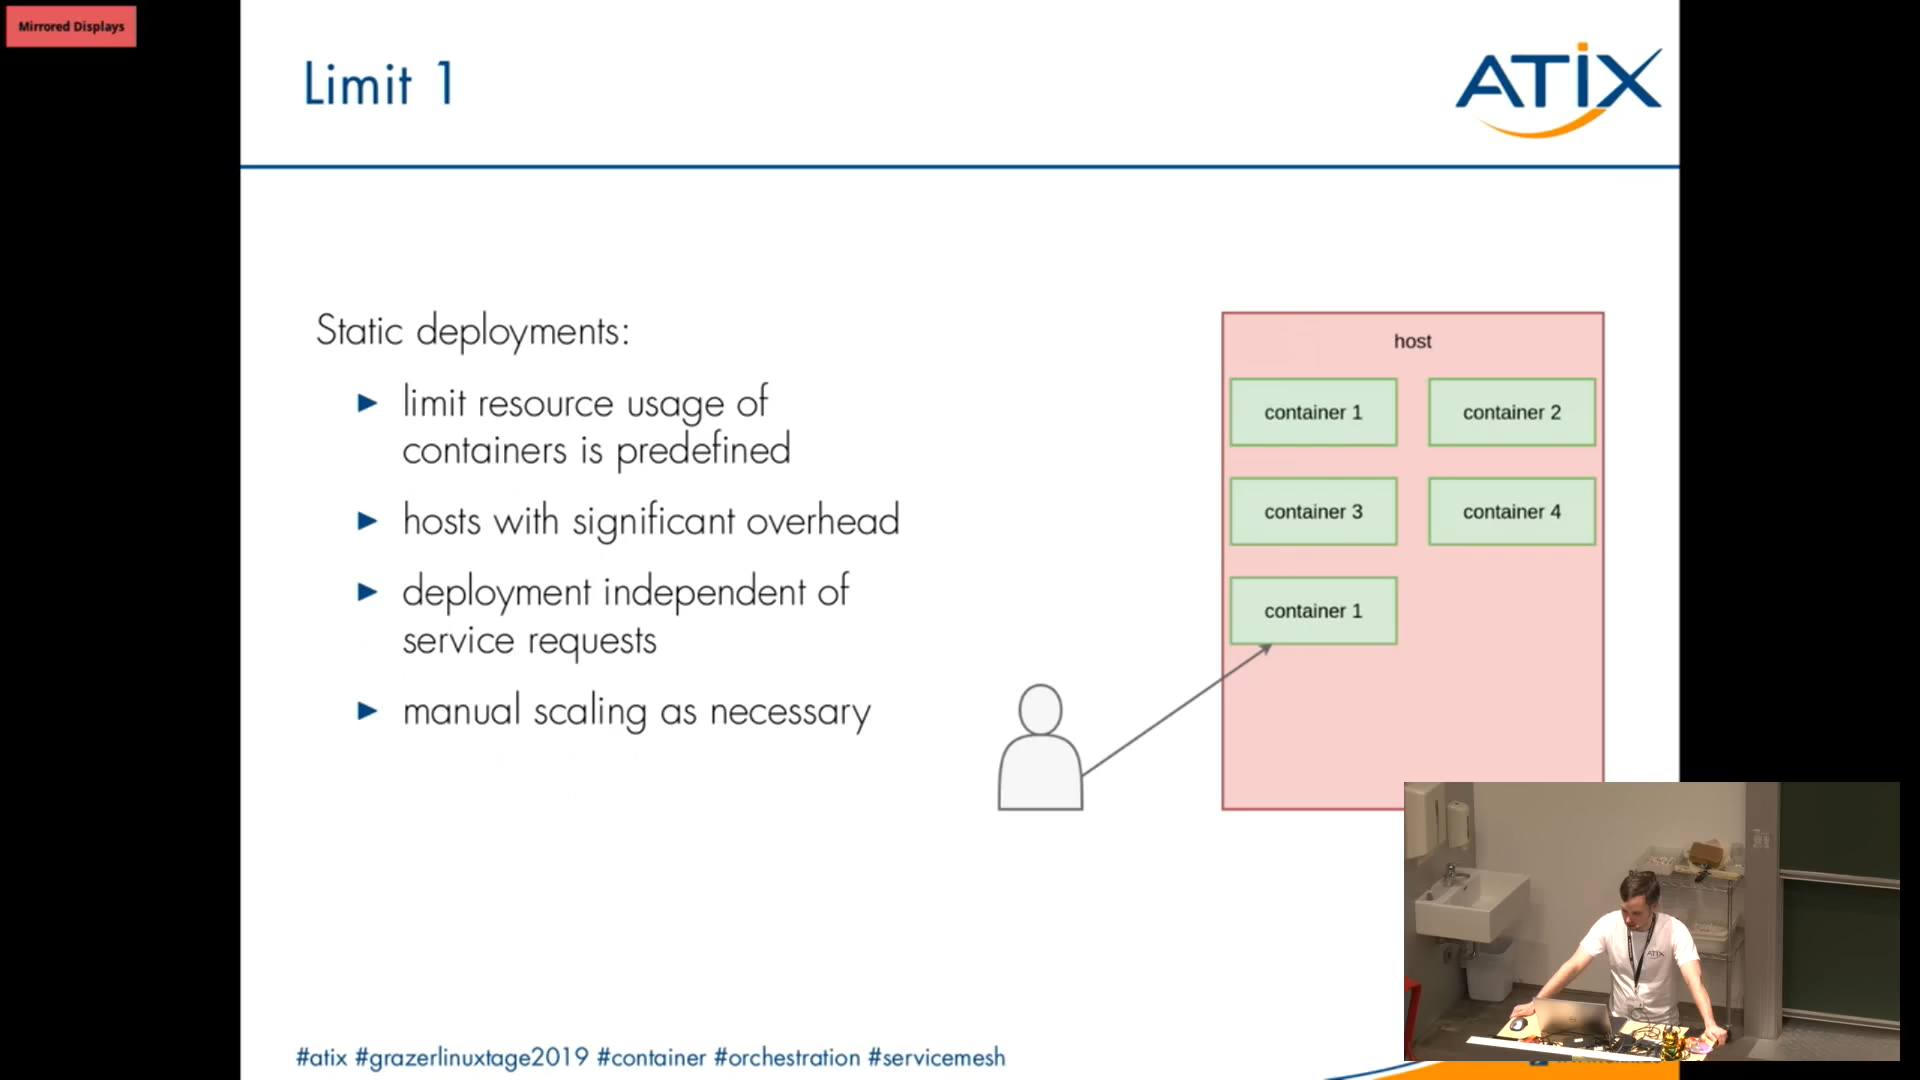 Mirrored Displays
Limit 1
ATIX
Static deployments:
limit resource usage of
containers is predefined
hosts with significant overhead
deployment independent of
service requests
manual scaling as necessary
host
container 1
container 2
container 3
container 4
container 1
ATIX
#atix #grazerlinuxtage2019 #container #orchestration #servicemesh